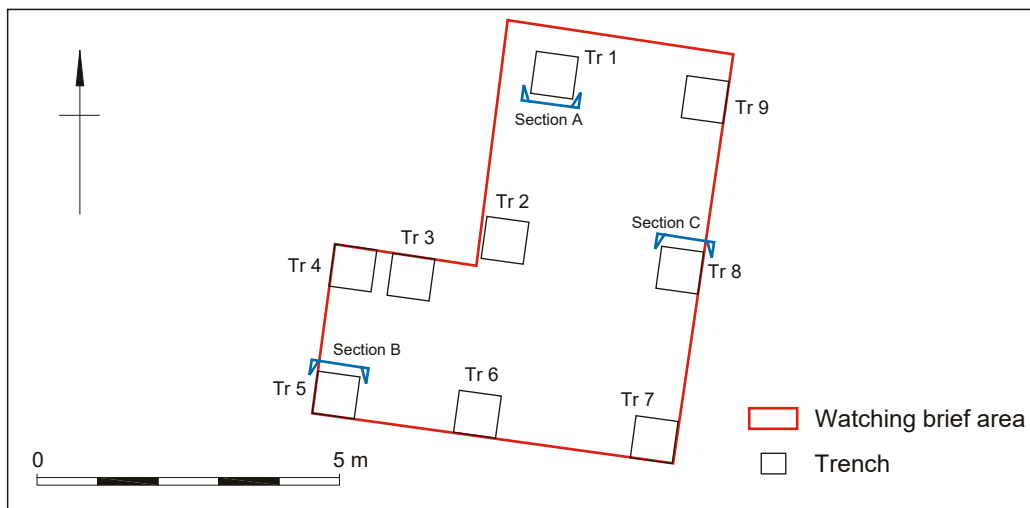 Tr 1
Tr 9
Section A
Tr 2
Section C
Tr 3
Tr 4
Tr 8
Section B
Tr 5
Tr 6
Tr 7
Watching brief area
Trench
0 5 m